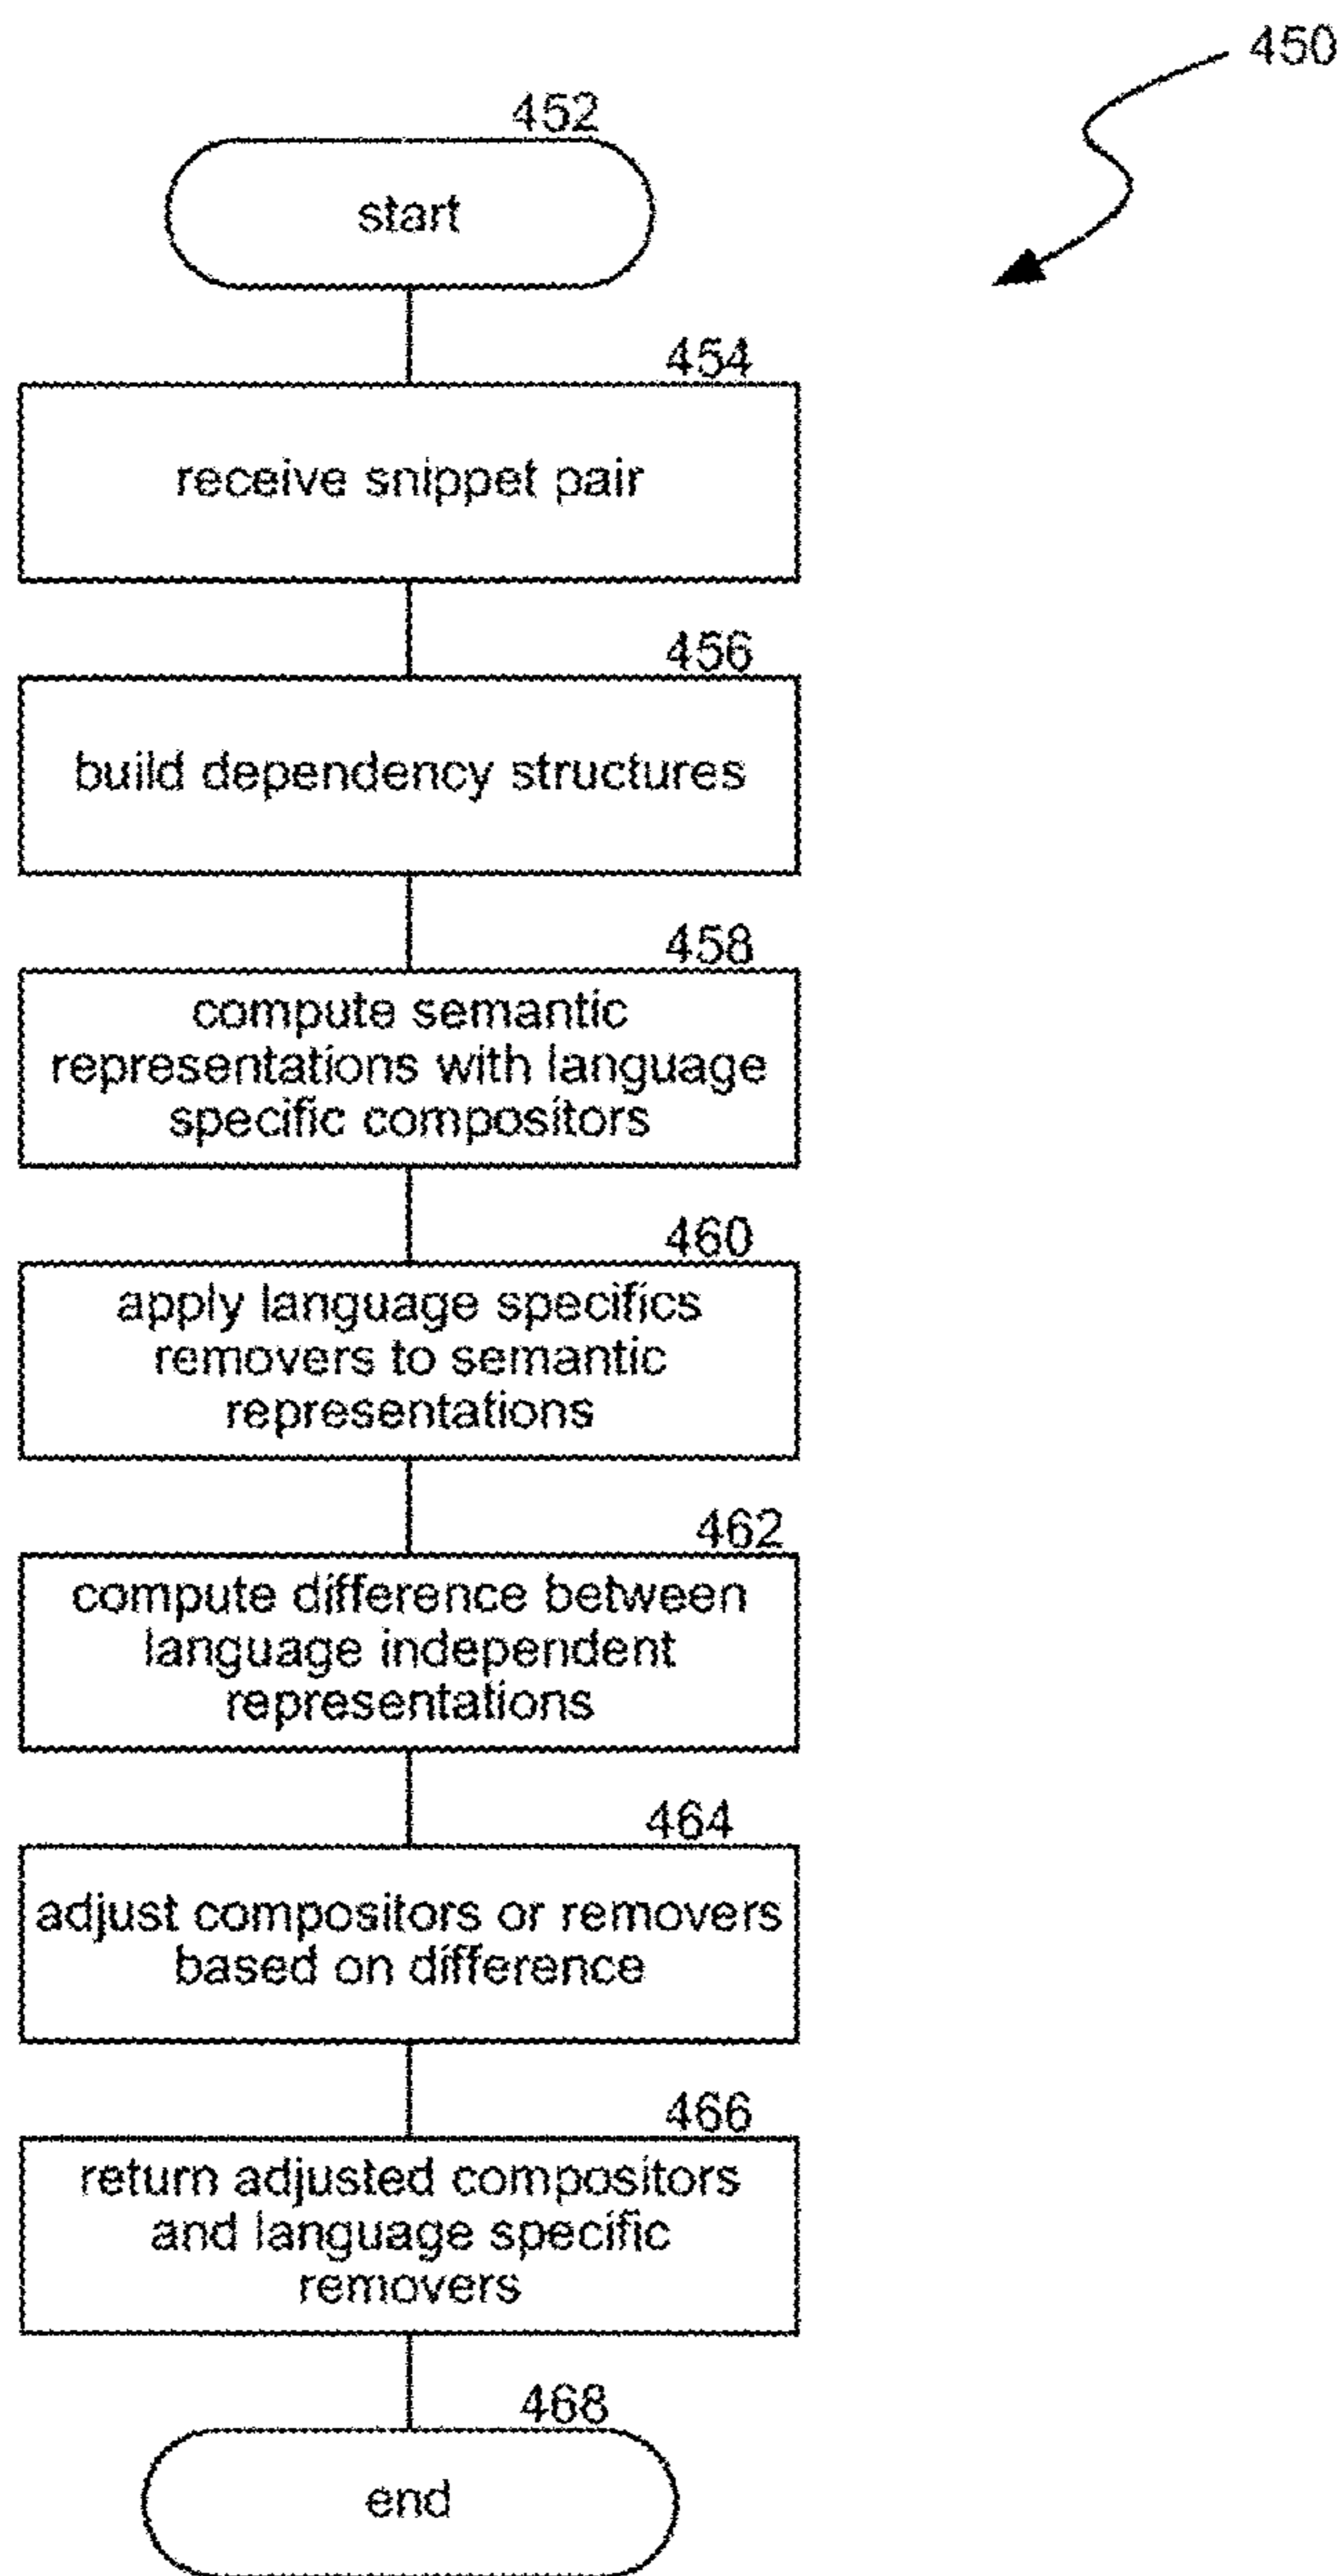 450
452
start
454
receive snippet pair
456
build dependency structures
458
compute semantic
representations with language
specific compositors
460
apply language specifics
removers to semantic
representations
462
compute difference between
language independent
representations
464
adjust compositors or removers
based on difference
466
return adjusted compositors
and language specific
removers
468
end